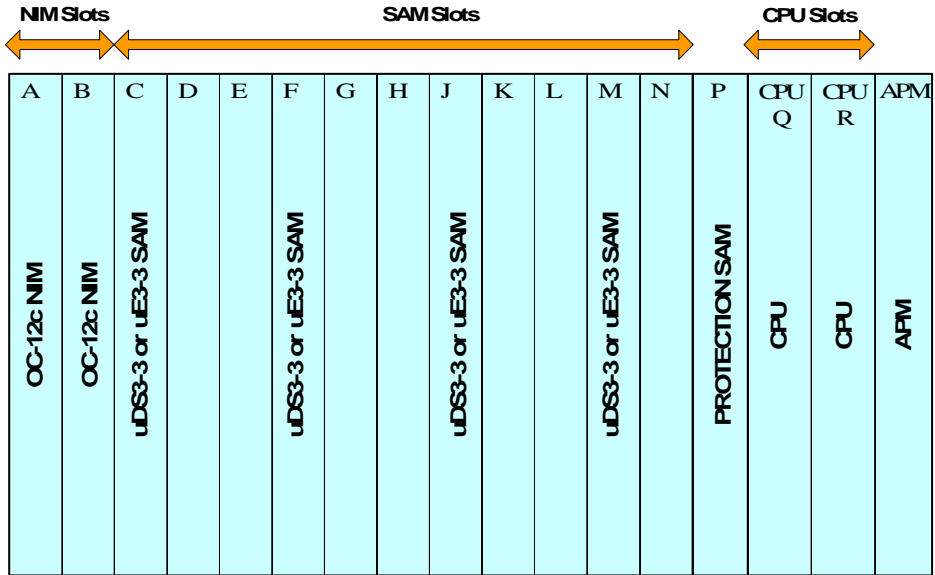 NIM Slots SAM Slots CPU Slots
A B C D E F G H J K L M N P CPU Q CPU R APM
OC-12c NIM
OC-12c NIM
uDS3-3 or uE3-3 SAM
uDS3-3 or uE3-3 SAM
uDS3-3 or uE3-3 SAM
uDS3-3 or uE3-3 SAM
PROTECTION SAM
CPU
CPU
APM